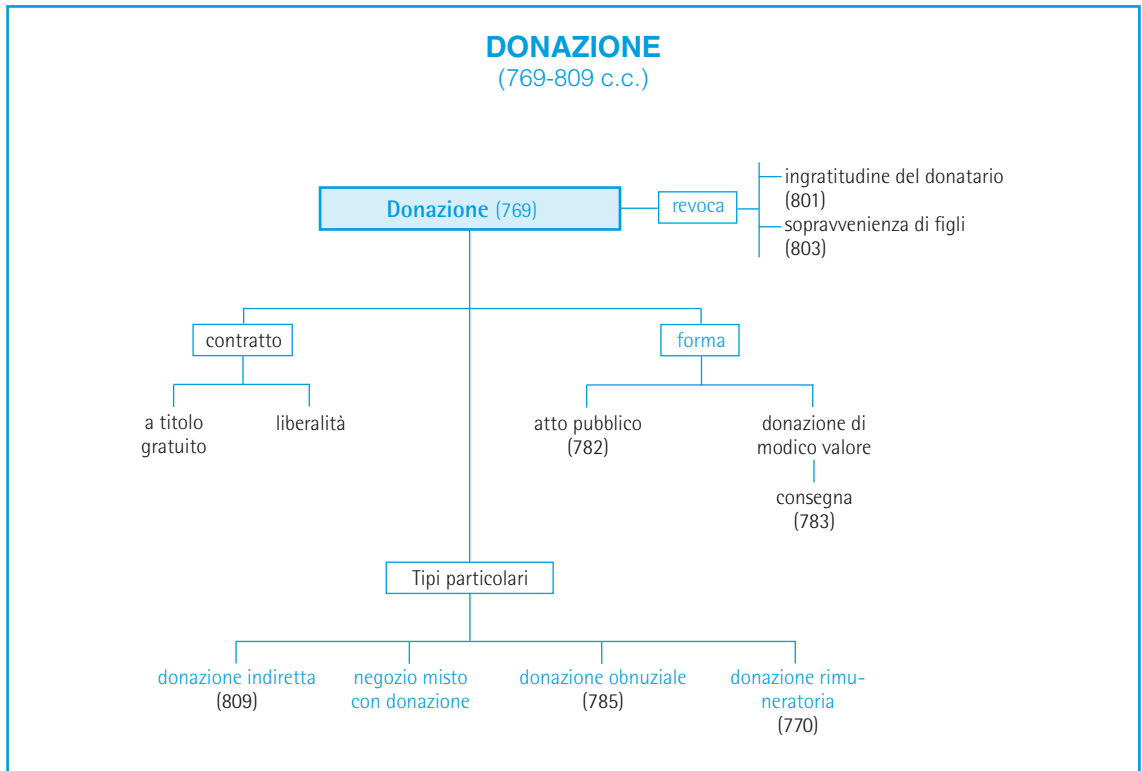 DONAZIONE
(769-809 c.c.)
Donazione (769)
revoca
ingratitudine del donatario
(801)
sopravvenienza di figli
(803)
contratto
a titolo
gratuito
liberalità
forma
atto pubblico
(782)
donazione di
modico valore
consegna
(783)
Tipi particolari
donazione indiretta
(809)
negozio misto
con donazione
donazione obnuziale
(785)
donazione rimu-
neratoria
(770)